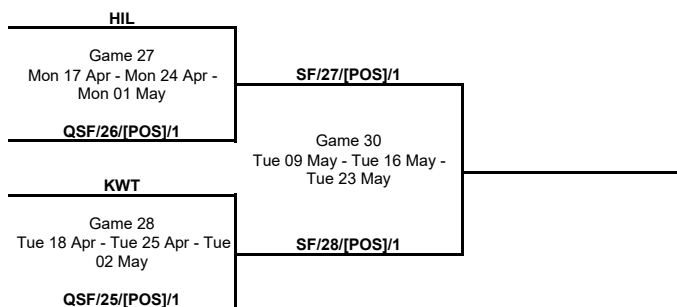 HIL
Game 27
Mon 17 Apr - Mon 24 Apr -
Mon 01 May
QSF/26/[POS]/1
SF/27/[POS]/1
Game 30
Tue 09 May - Tue 16 May -
Tue 23 May
KWT
Game 28
Tue 18 Apr - Tue 25 Apr - Tue
02 May
SF/28/[POS]/1
QSF/25/[POS]/1